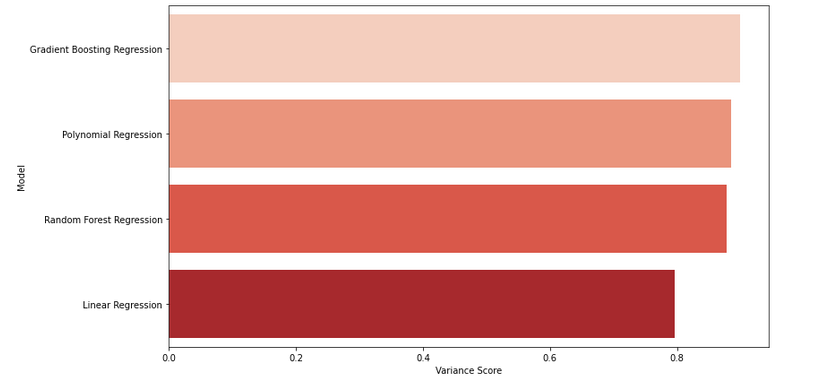 Gradient Boosting Regression
Polynomial Regression
Model
Random Forest Regression
Linear Regression
0.0 0.2 0.4 0.6 0.8
Variance Score